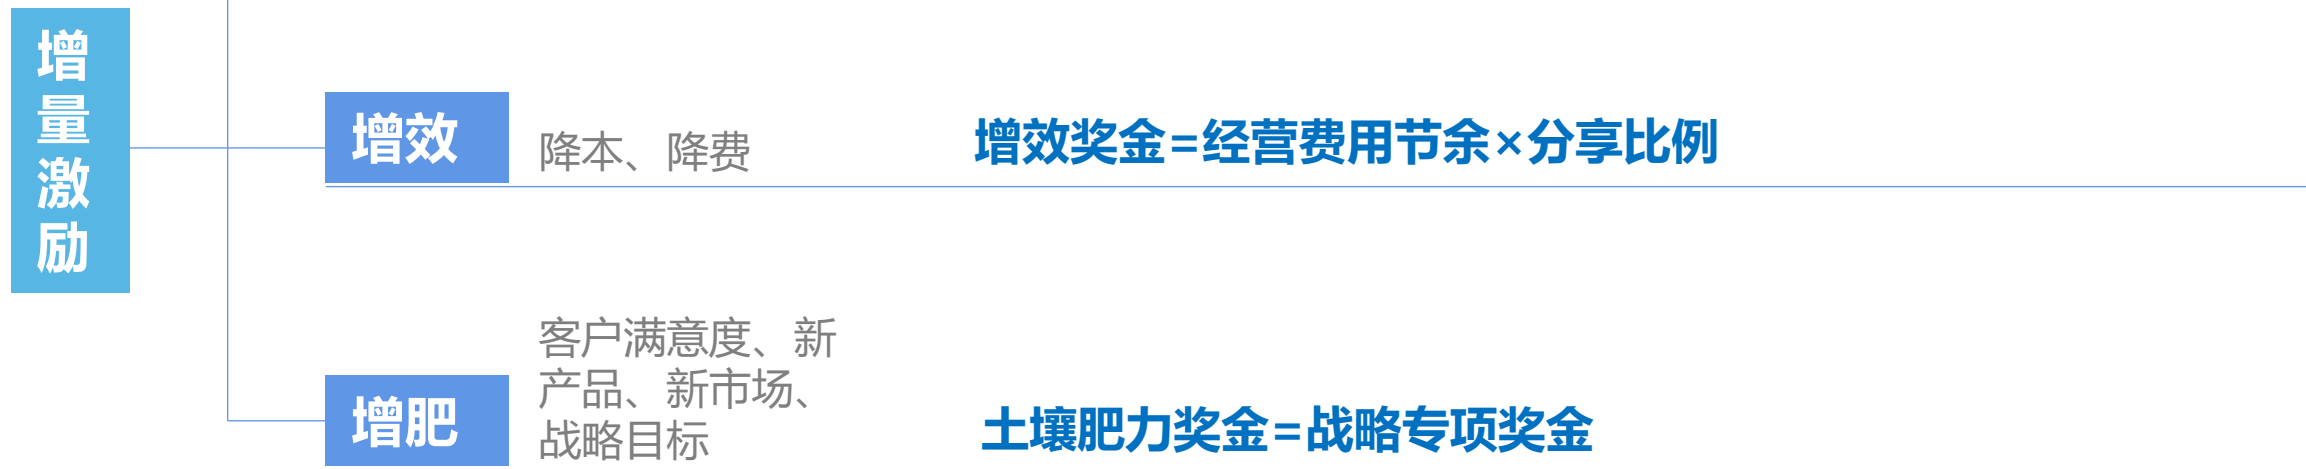 增量激励
增效
降本、降费
增效奖金=经营费用节余×分享比例
增肥
客户满意度、新
产品、新市场、
战略目标
土壤肥力奖金=战略专项奖金